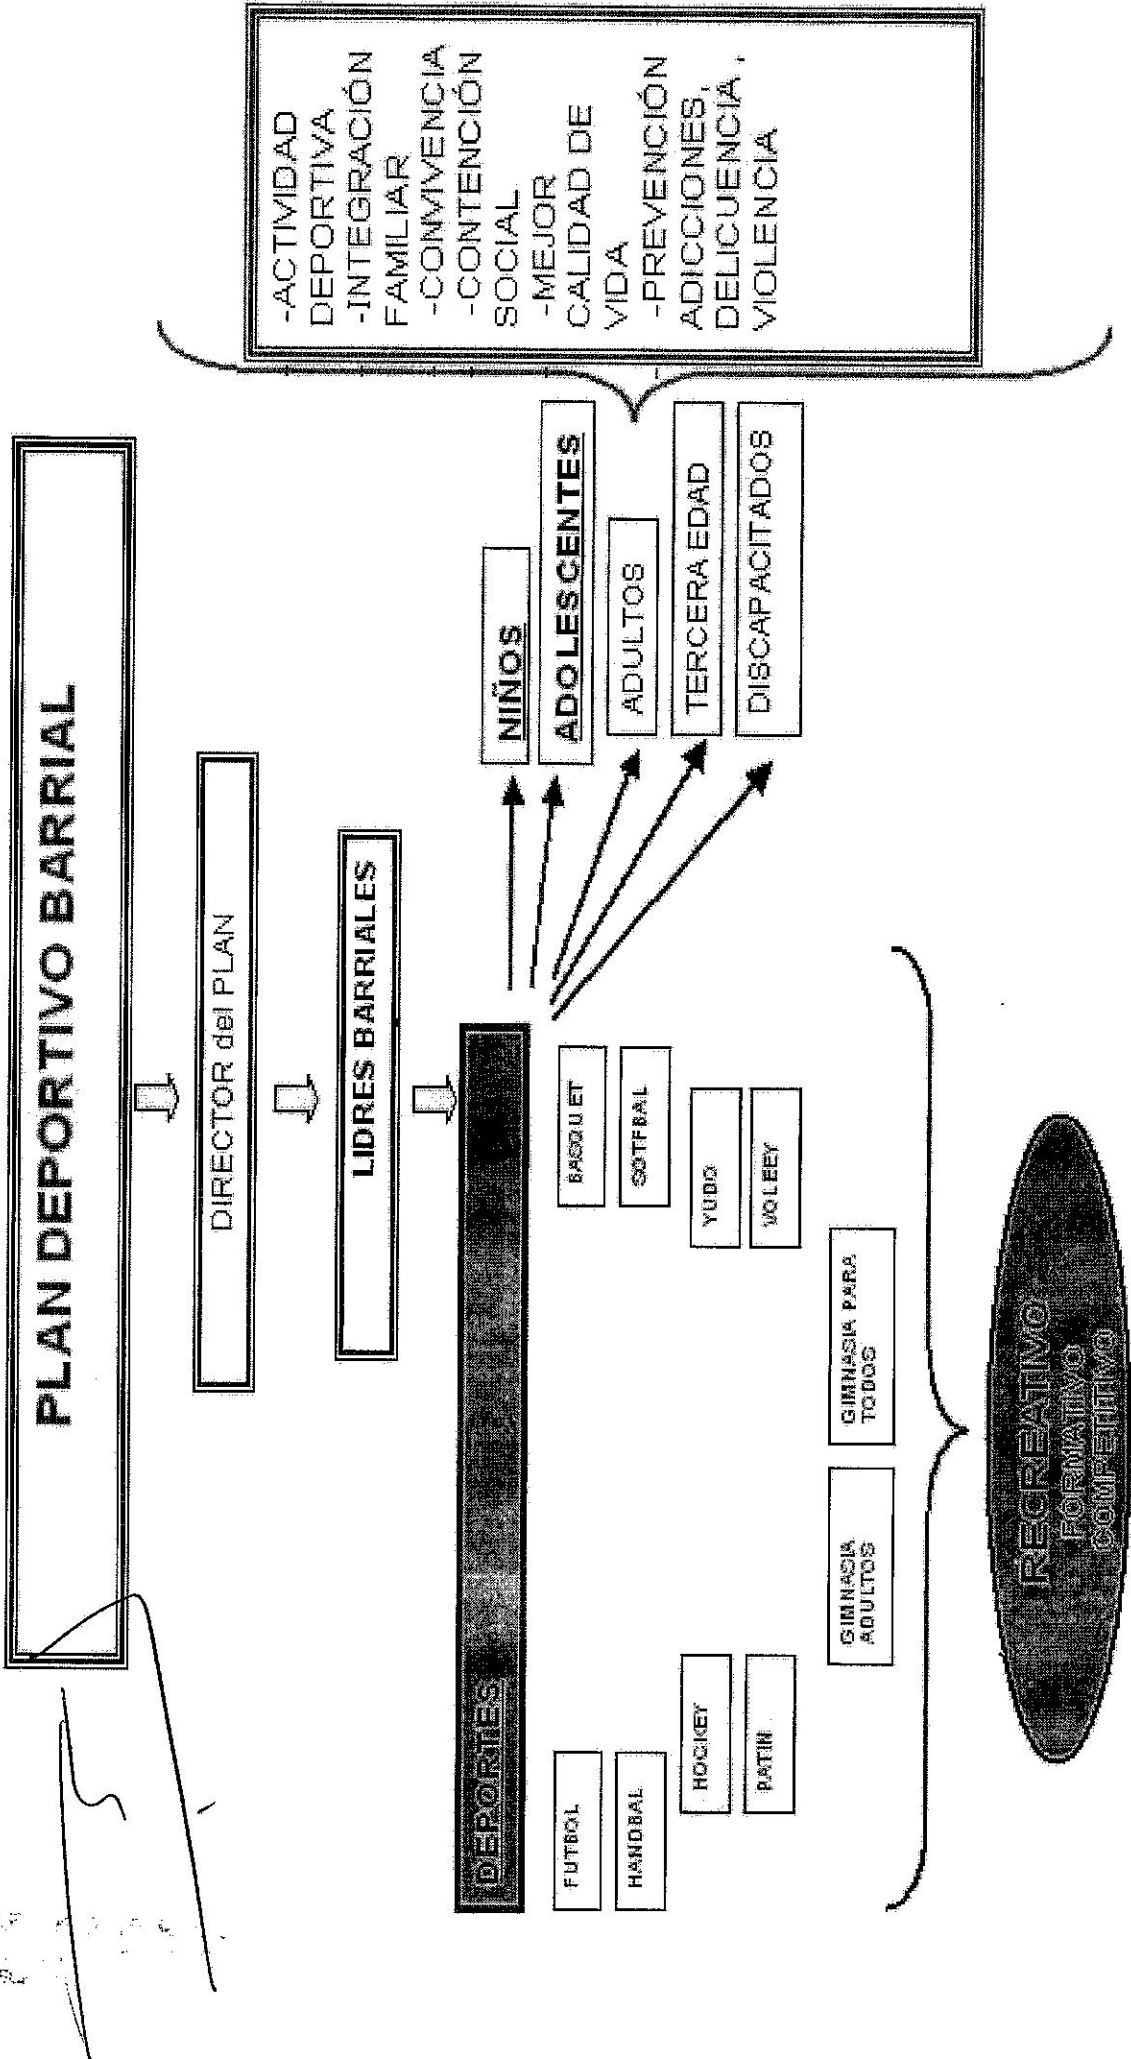 PLAN DEPORTIVO BARRIAL
DIRECTOR del PLAN
LIDRES BARRIALES
DEPORTES
FUTBOL
HANDBAL
HOCKEY
PATIN
GIMNASIA
ADULTOS
GIMNASIA PARA
TODOS
BASQUET
SOTFBAL
YUDO
VOLEEY
NIÑOS
ADOLESCENTES
ADULTOS
TERCERA EDAD
DISCAPACITADOS
-ACTIVIDAD
DEPORTIVA
-INTEGRACIÓN
FAMILIAR
-CONVIVENCIA
-CONTENCIÓN
SOCIAL
-MEJOR
CALIDAD DE
VIDA
-PREVENCIÓN
ADICCIONES,
DELICUENCIA,
VIOLENCIA
RECREATIVO
FORMATIVO
COMPETITIVO